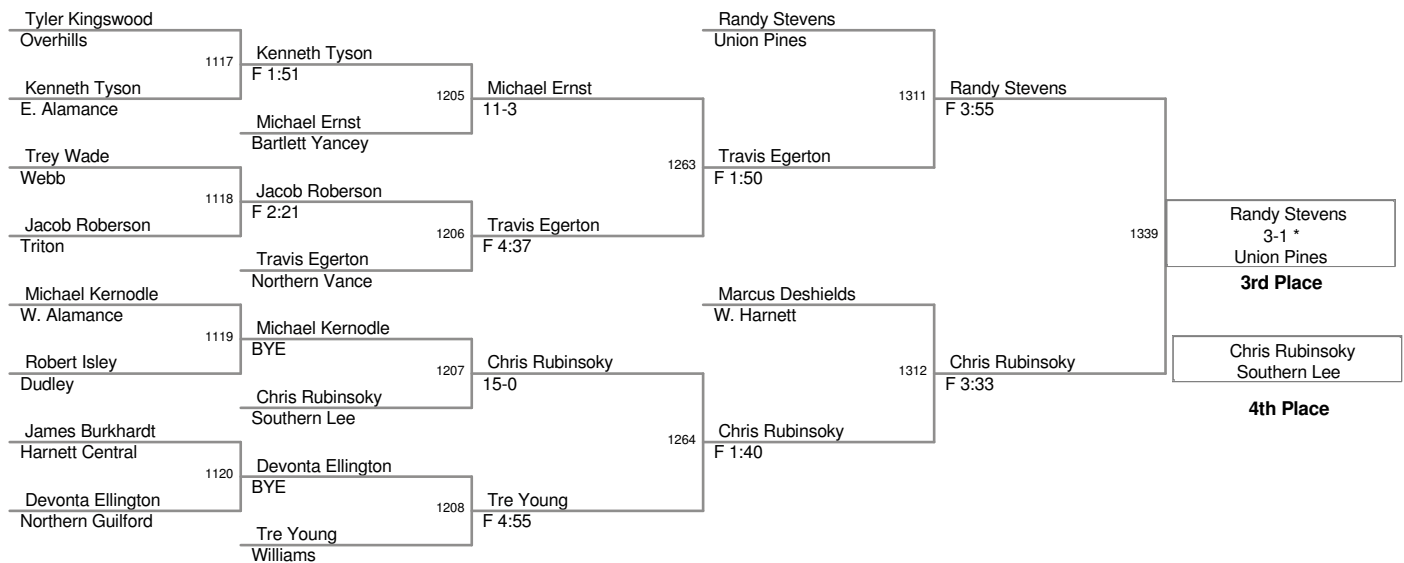 Tyler Kingswood
Overhills
1117
Kenneth Tyson
E. Alamance
Trey Wade
Webb
1118
Jacob Roberson
Triton
Michael Kernodle
W. Alamance
1119
Robert Isley
Dudley
James Burkhardt
Harnett Central
1120
Devonta Ellington
Northern Guilford
Kenneth Tyson
F 1:51
1205
Michael Ernst
Bartlett Yancey
Jacob Roberson
F 2:21
1206
Travis Egerton
Northern Vance
Michael Kernodle
BYE
1207
Chris Rubinsoky
Southern Lee
Devonta Ellington
BYE
1208
Tre Young
Williams
Michael Ernst
11-3
1263
Travis Egerton
F 4:37
Chris Rubinsoky
15-0
1264
Tre Young
F 4:55
Randy Stevens
Union Pines
1311
Travis Egerton
F 1:50
Marcus Deshields
W. Harnett
1312
Chris Rubinsoky
F 1:40
Randy Stevens
F 3:55
1339
Chris Rubinsoky
F 3:33
Randy Stevens
3-1 *
Union Pines
3rd Place
Chris Rubinsoky
Southern Lee
4th Place